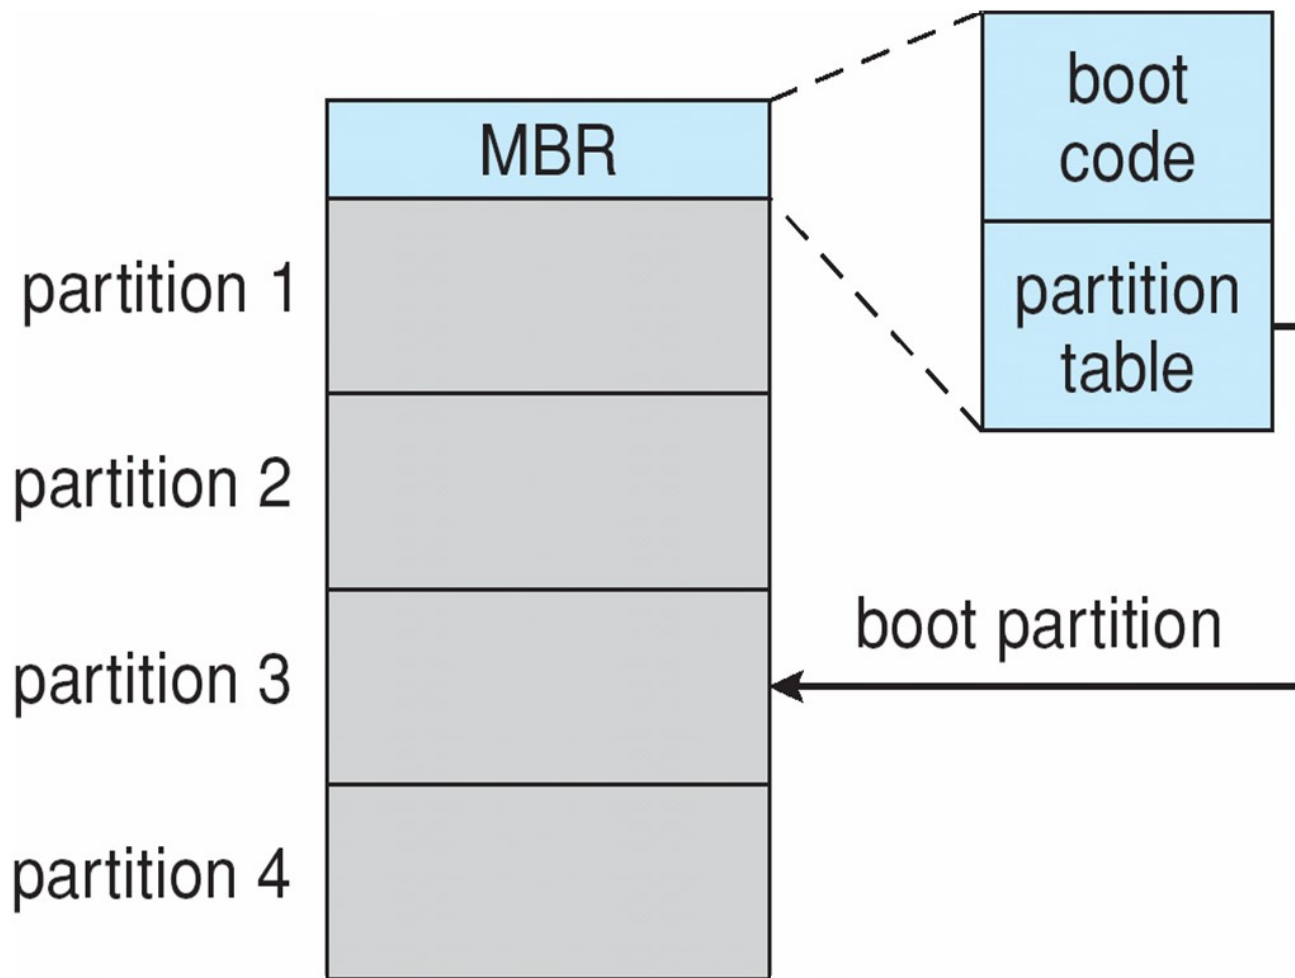 boot
code
MBR
partition 1
partition
table
partition 2
boot partition
partition 3
partition 4